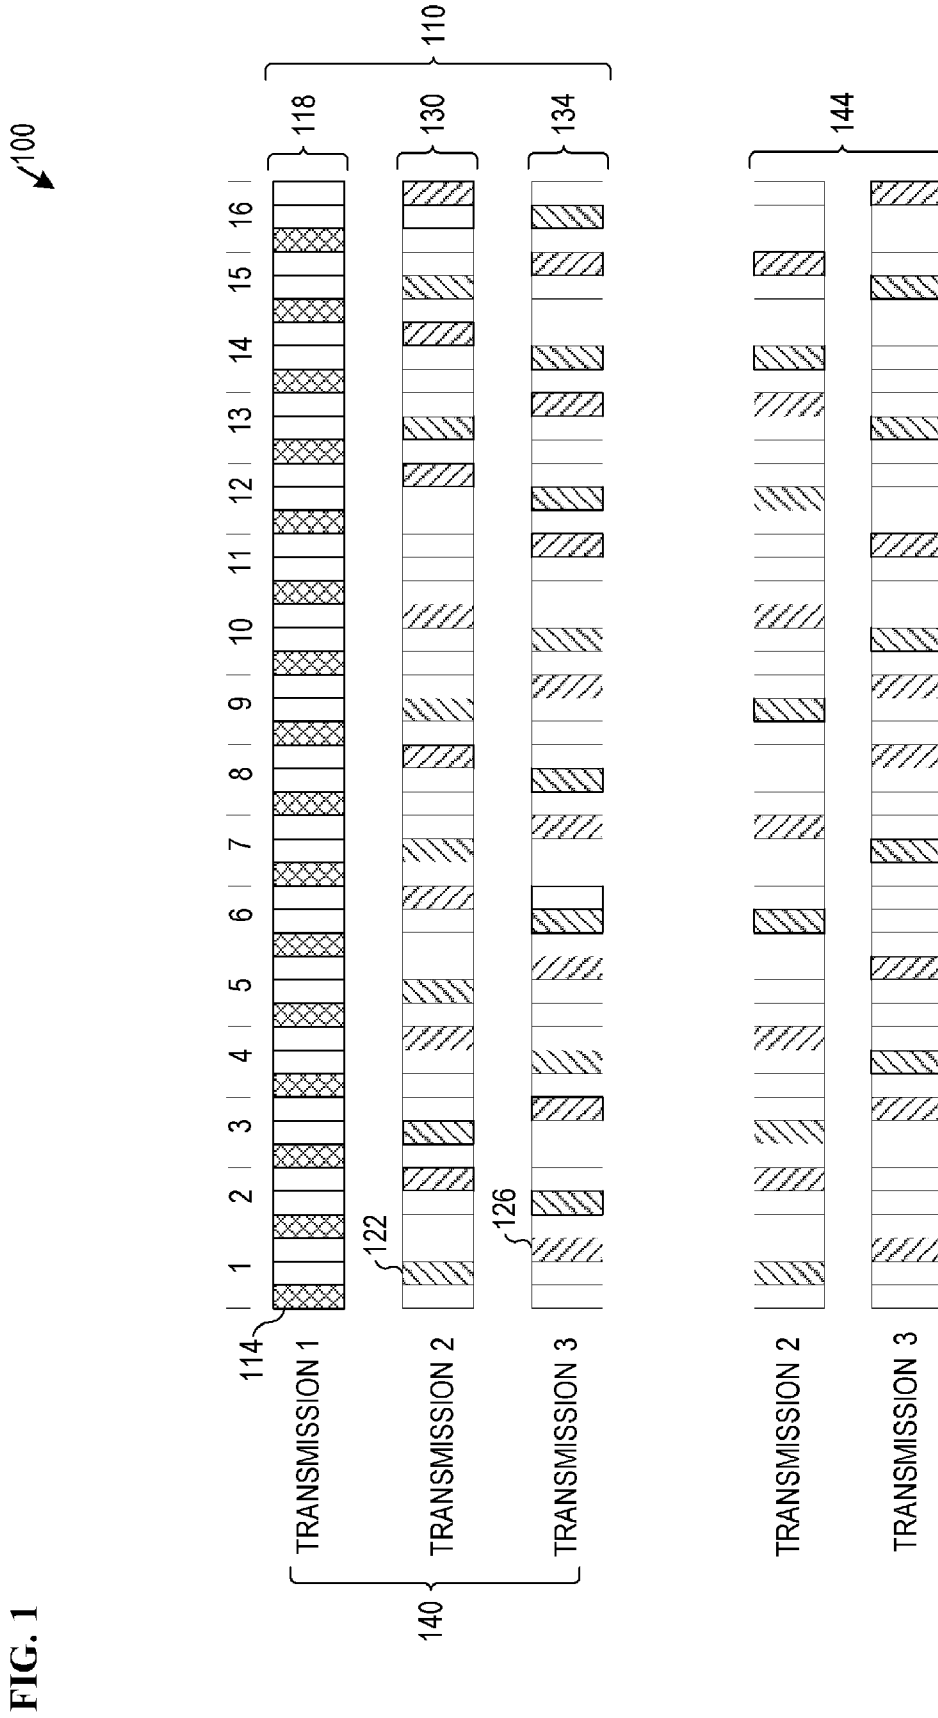 FIG. 1
100
1 2 3 4 5 6 7 8 9 10 11 12 13 14 15 16
114
TRANSMISSION 1
118
110
122
TRANSMISSION 2
130
140
126
TRANSMISSION 3
134
TRANSMISSION 2
144
TRANSMISSION 3